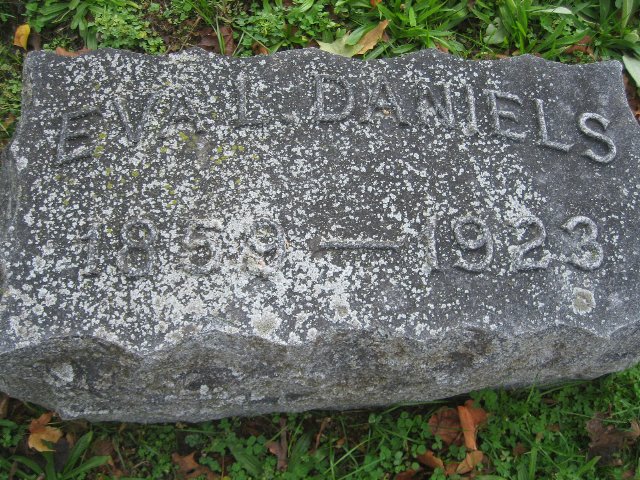 EVA L. DANIELS
1859 — 1923